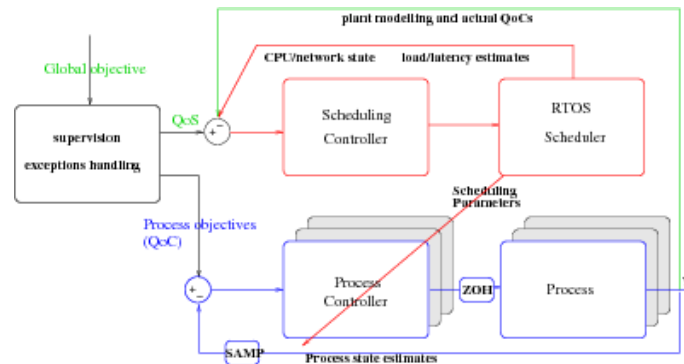 plant modelling and actual QoCs
CPU/network state load/latency estimates
Global objective
QoS
+ -
supervision
exceptions handling
Scheduling
Controller
RTOS
Scheduler
Scheduling
Parameters
Process objectives
(QoC)
+ -
Process
Controller
ZOH
Process
SAMP
Process state estimates